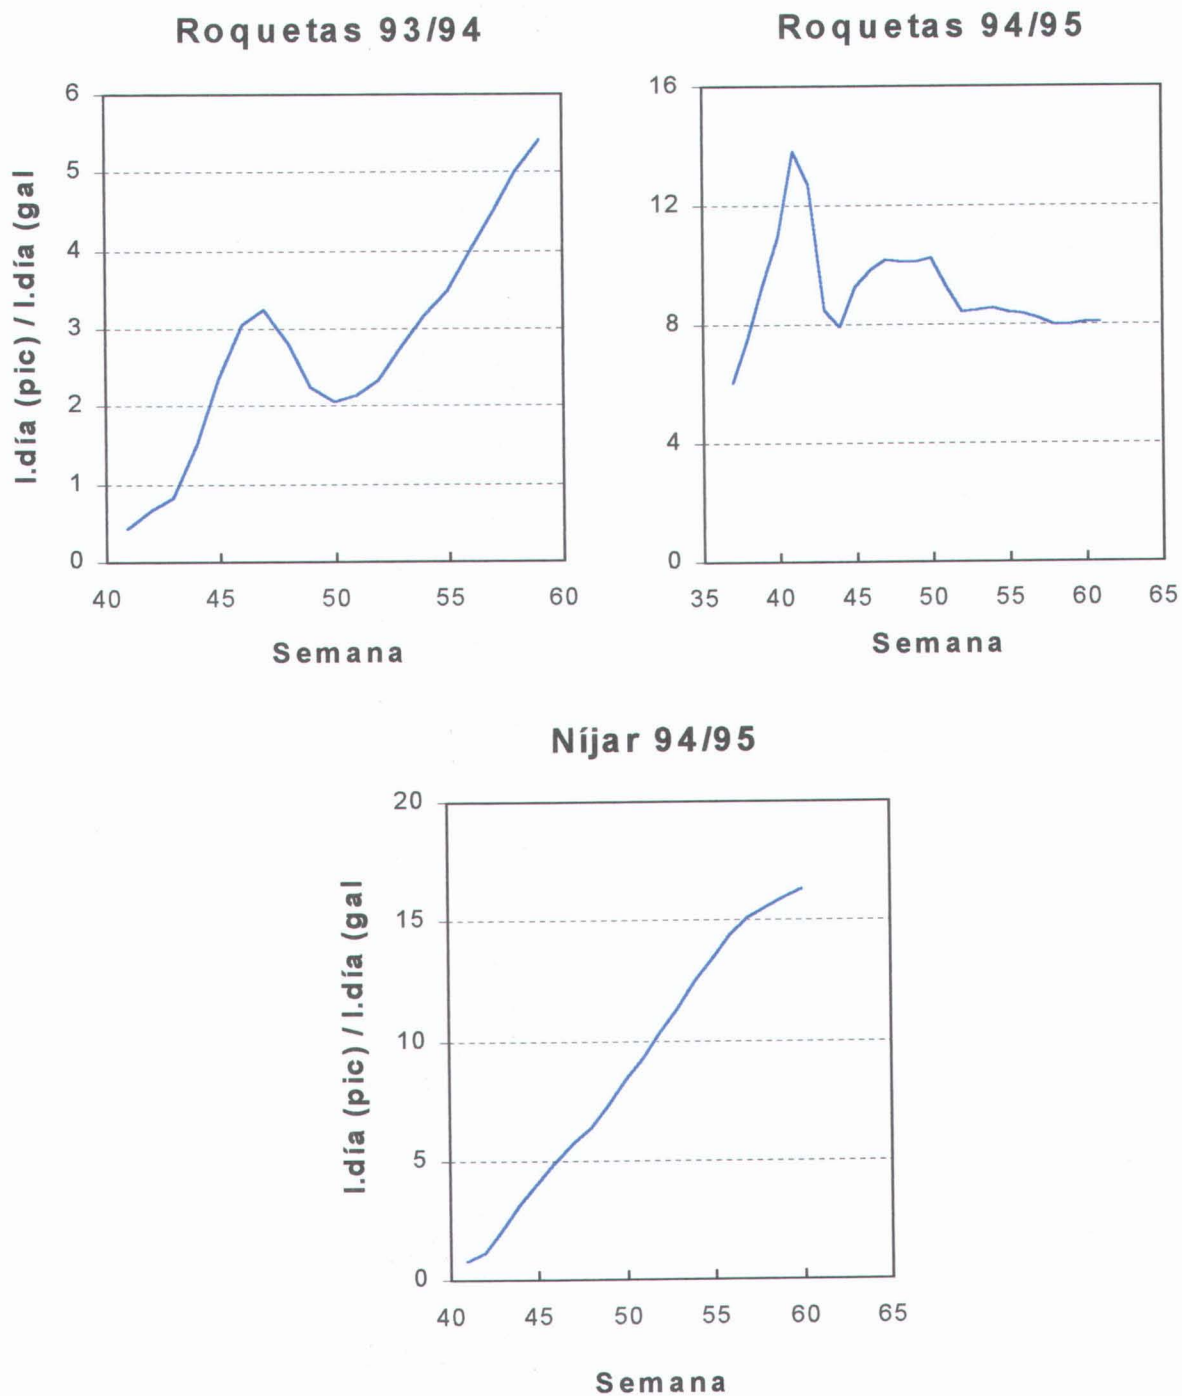 Roquetas 93/94
I.día (pic) / I.día (gal
6
5
4
3
2
1
0
40 45 50 55 60
Semana
Roquetas 94/95
16
12
8
4
0
35 40 45 50 55 60 65
Semana
Níjar 94/95
I.día (pic) / I.día (gal
20
15
10
5
0
40 45 50 55 60 65
Semana